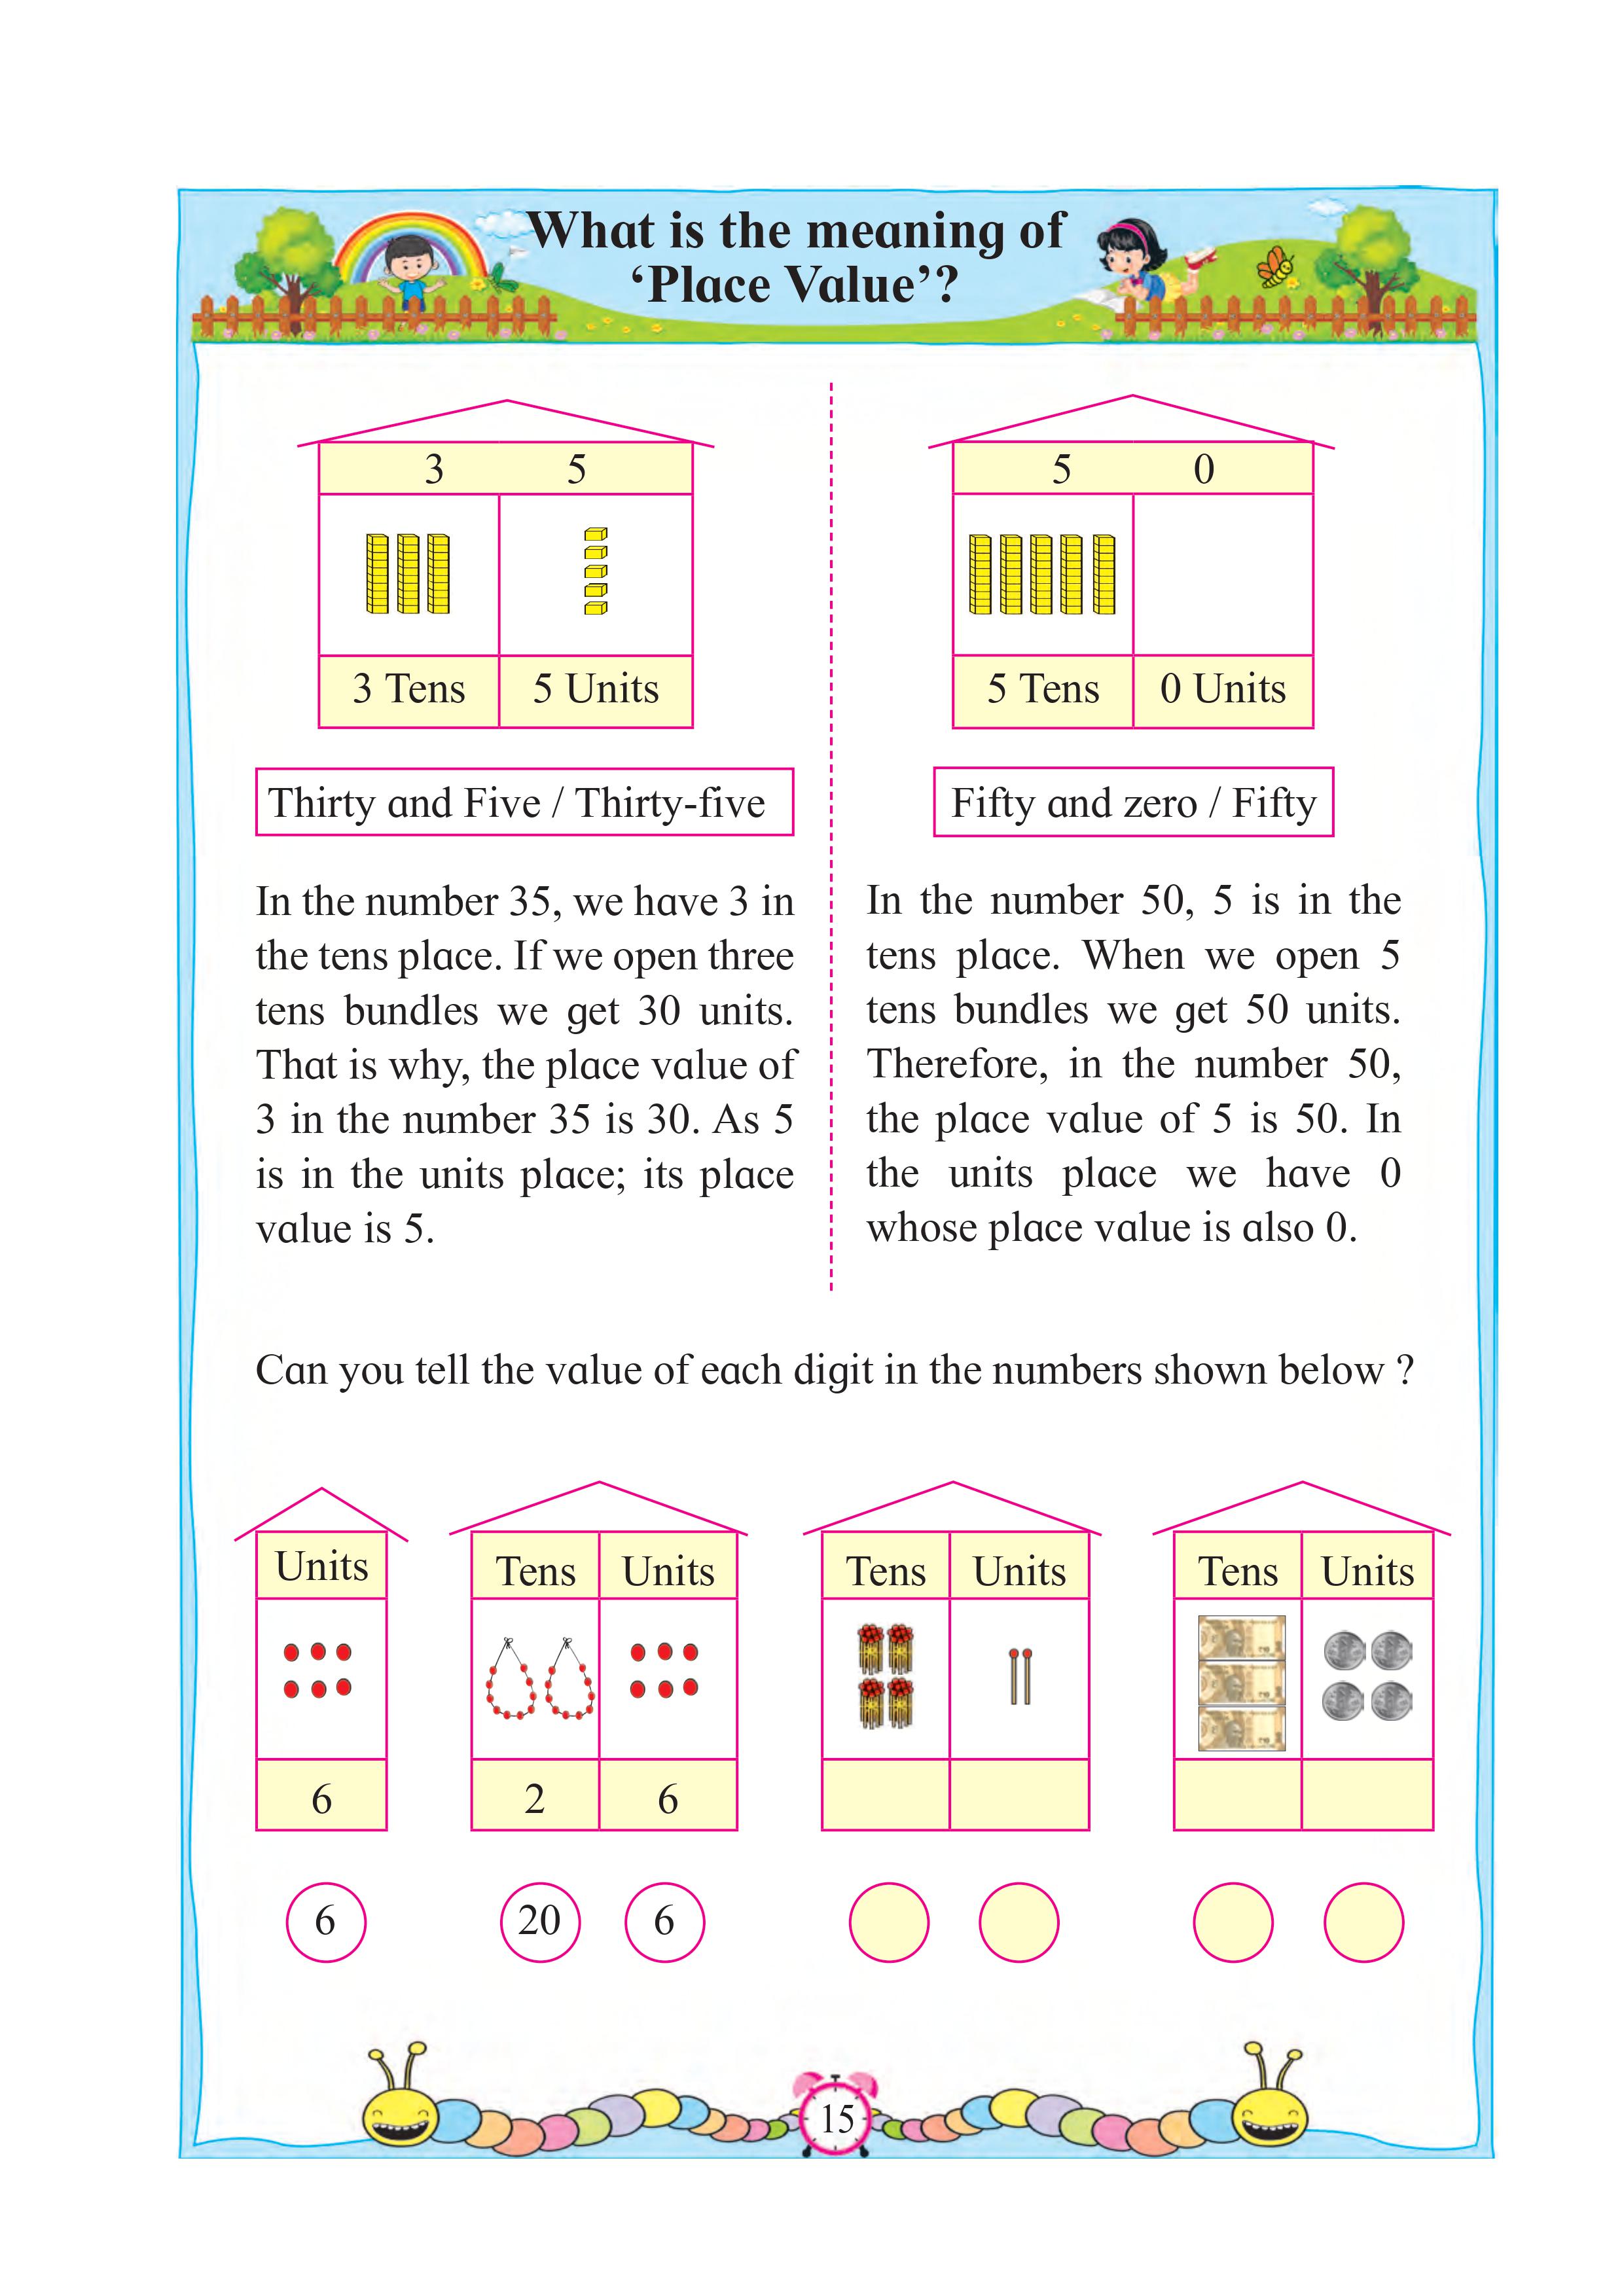 What is the meaning of
‘Place Value’?
3 5
3 Tens 5 Units
Thirty and Five / Thirty-five
In the number 35, we have 3 in
the tens place. If we open three
tens bundles we get 30 units.
That is why, the place value of
3 in the number 35 is 30. As 5
is in the units place; its place
value is 5.
5 0
5 Tens 0 Units
Fifty and zero / Fifty
In the number 50, 5 is in the
tens place. When we open 5
tens bundles we get 50 units.
Therefore, in the number 50,
the place value of 5 is 50. In
the units place we have 0
whose place value is also 0.
Can you tell the value of each digit in the numbers shown below ?
Units
6
6
Tens Units
2 6
20 6
Tens Units
Tens Units
15